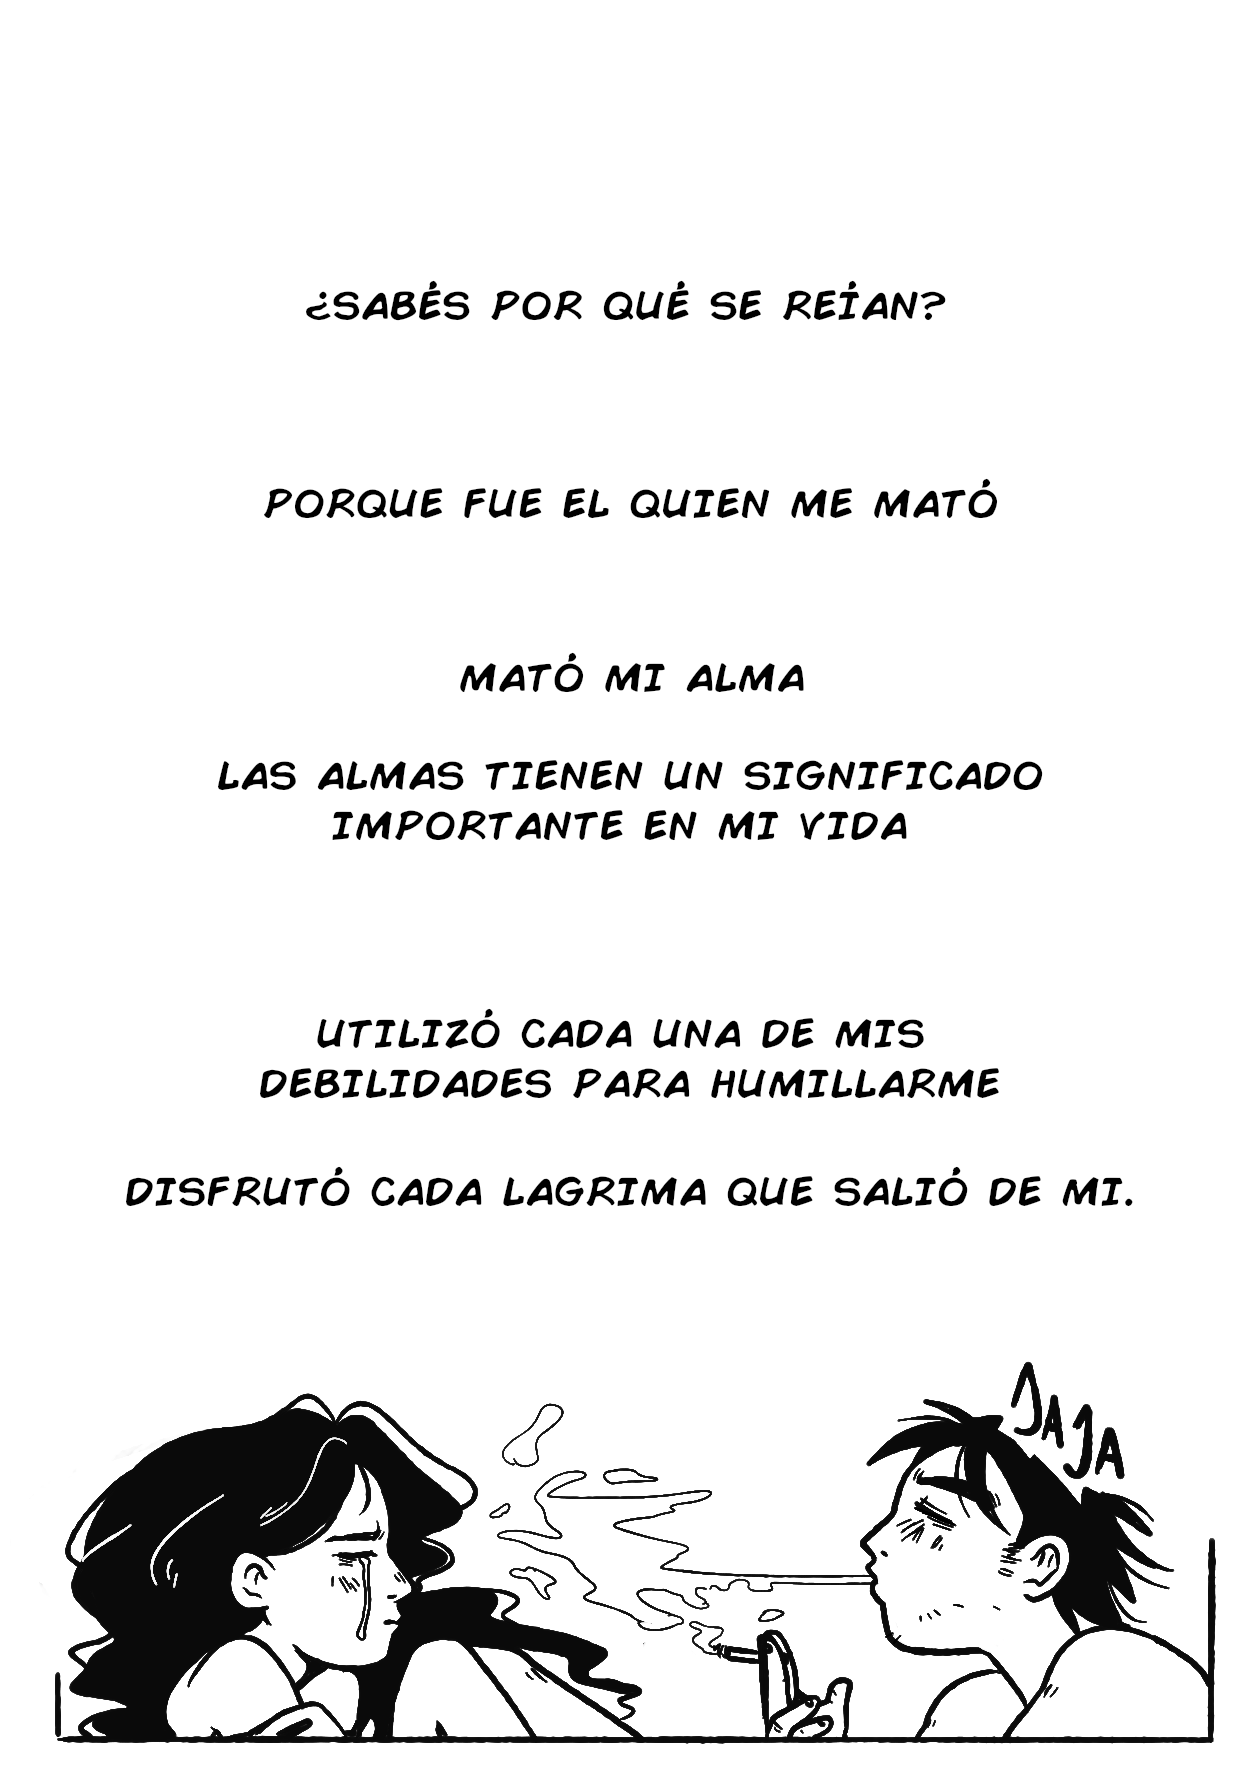 ¿SABÉS POR QUÉ SE REÍAN?
PORQUE FUE EL QUIEN ME MATÓ
MATÓ MI ALMA
LAS ALMAS TIENEN UN SIGNIFICADO
IMPORTANTE EN MI VIDA
UTILIZÓ CADA UNA DE MIS
DEBILIDADES PARA HUMILLARME
DISFRUTÓ CADA LAGRIMA QUE SALIÓ DE MI.
JAJA